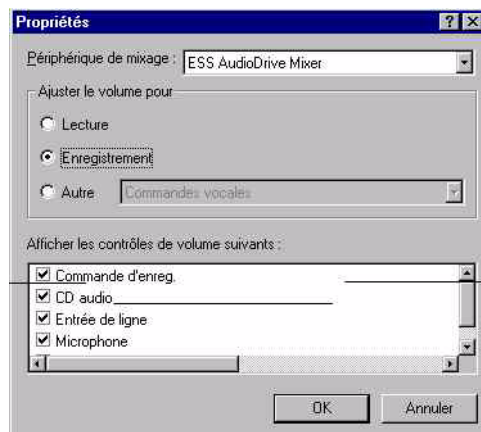 Propriétés
Périphérique de mixage : ESS AudioDrive Mixer
Ajuster le volume pour
Lecture
Enregistrement
Autre Commandes vocales
Afficher les contrôles de volume suivants :
Commande d'enreg.
CD audio
Entrée de ligne
Microphone
OK Annuler